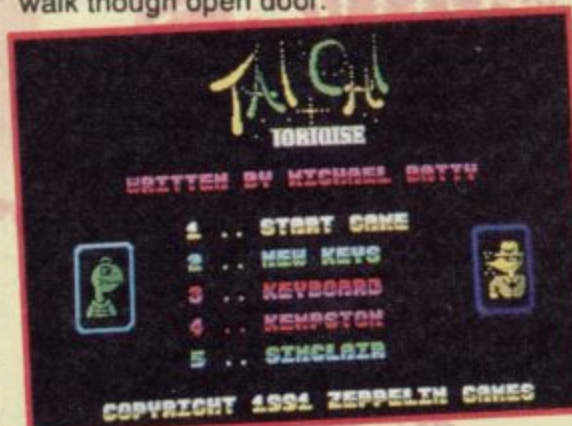 walk though open door.
TAI CHI
TORTOISE
WRITTEN BY MICHAEL BATTY
1 .. START GAME
2 .. NEW KEYS
3 .. KEYBOARD
4 .. KEMPSTON
5 .. SINCLAIR
COPYRIGHT 1991 ZEPPELIN GAMES